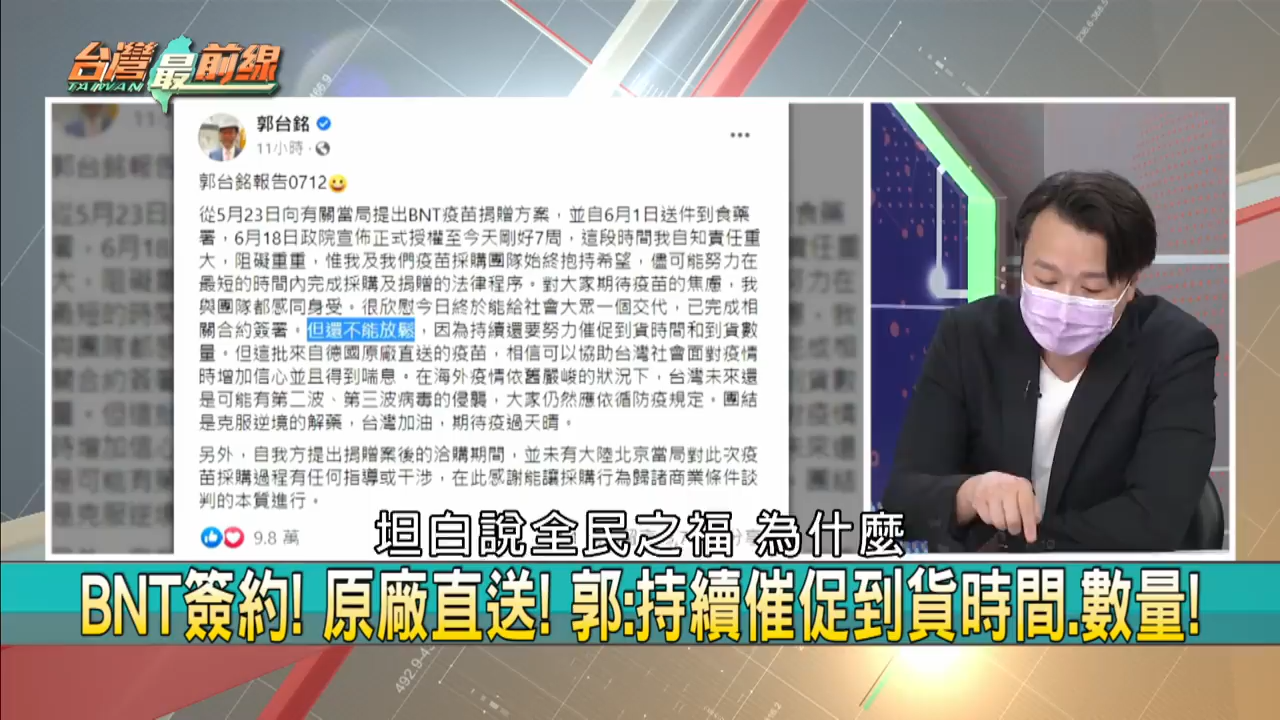 台灣最前線
TAIWAN
郭台銘
11小時
郭台銘報告0712
從5月23日向有關當局提出BNT疫苗捐贈方案，並自6月1日送件到食藥
署，6月18日政院宣佈正式授權至今天剛好7周，這段時間我自知責任重
大，阻礙重重，惟我及我們疫苗採購團隊始終抱持希望，儘可能努力在
最短的時間內完成採購及捐贈的法律程序。對大家期待疫苗的焦慮，我
與團隊都感同身受。很欣慰今日終於能給社會大眾一個交代，已完成相
關合約簽署。但還不能放鬆，因為持續還要努力催促到貨時間和到貨數
量。但這批來自德國原廠直送的疫苗，相信可以協助台灣社會面對疫情
時增加信心並且得到喘息。在海外疫情依舊嚴峻的狀況下，台灣未來還
是可能有第二波、第三波病毒的侵襲，大家仍然應依循防疫規定。團結
是克服逆境的解藥，台灣加油，期待疫過天晴。
另外，自我方提出捐贈案後的洽購期間，並未有大陸北京當局對此次疫
苗採購過程有任何指導或干涉，在此感謝能讓採購行為歸諸商業條件談
判的本質進行。
9.8 萬
坦白說全民之福 為什麼
BNT簽約! 原廠直送! 郭:持續催促到貨時間.數量!